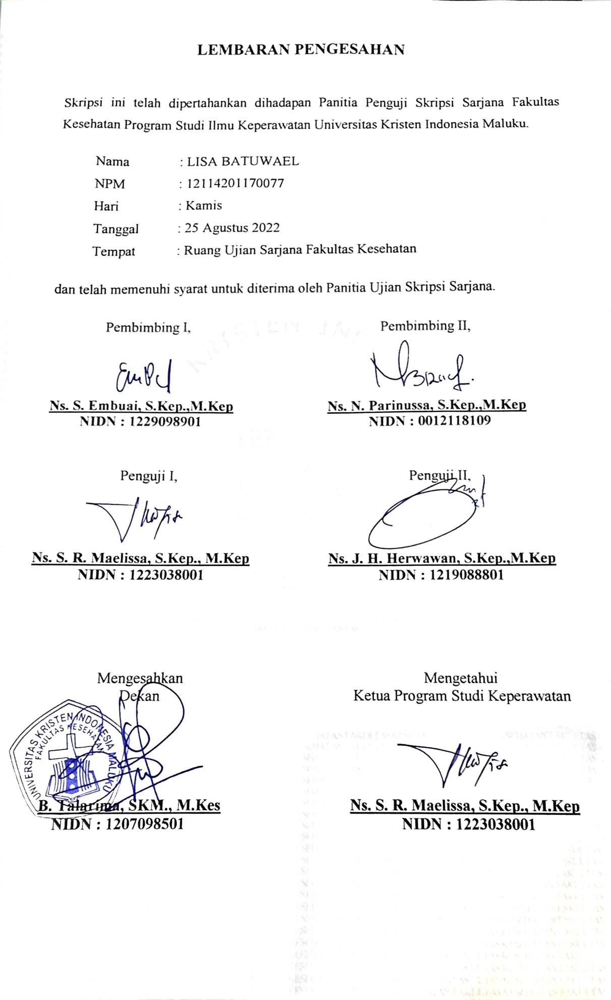 LEMBARAN PENGESAHAN
Skripsi ini telah dipertahankan dihadapan Panitia Penguji Skripsi Sarjana Fakultas
Kesehatan Program Studi Ilmu Keperawatan Universitas Kristen Indonesia Maluku.
Nama : LISA BATUWAEL
NPM : 12114201170077
Hari : Kamis
Tanggal : 25 Agustus 2022
Tempat : Ruang Ujian Sarjana Fakultas Kesehatan
dan telah memenuhi syarat untuk diterima oleh Panitia Ujian Skripsi Sarjana.
Pembimbing I, Pembimbing II,
Ns. S. Embuai, S.Kep.,M.Kep Ns. N. Parinussa, S.Kep.,M.Kep
NIDN : 1229098901 NIDN : 0012118109
Penguji I, Penguji II,
Ns. S. R. Maelissa, S.Kep., M.Kep Ns. J. H. Herwawan, S.Kep.,M.Kep
NIDN : 1223038001 NIDN : 1219088801
Mengesahkan Mengetahui
Dekan Ketua Program Studi Keperawatan
UNIVERSITAS KRISTEN INDONESIA MALUKU
FAKULTAS KESEHATAN
B. Talarima, SKM., M.Kes Ns. S. R. Maelissa, S.Kep., M.Kep
NIDN : 1207098501 NIDN : 1223038001